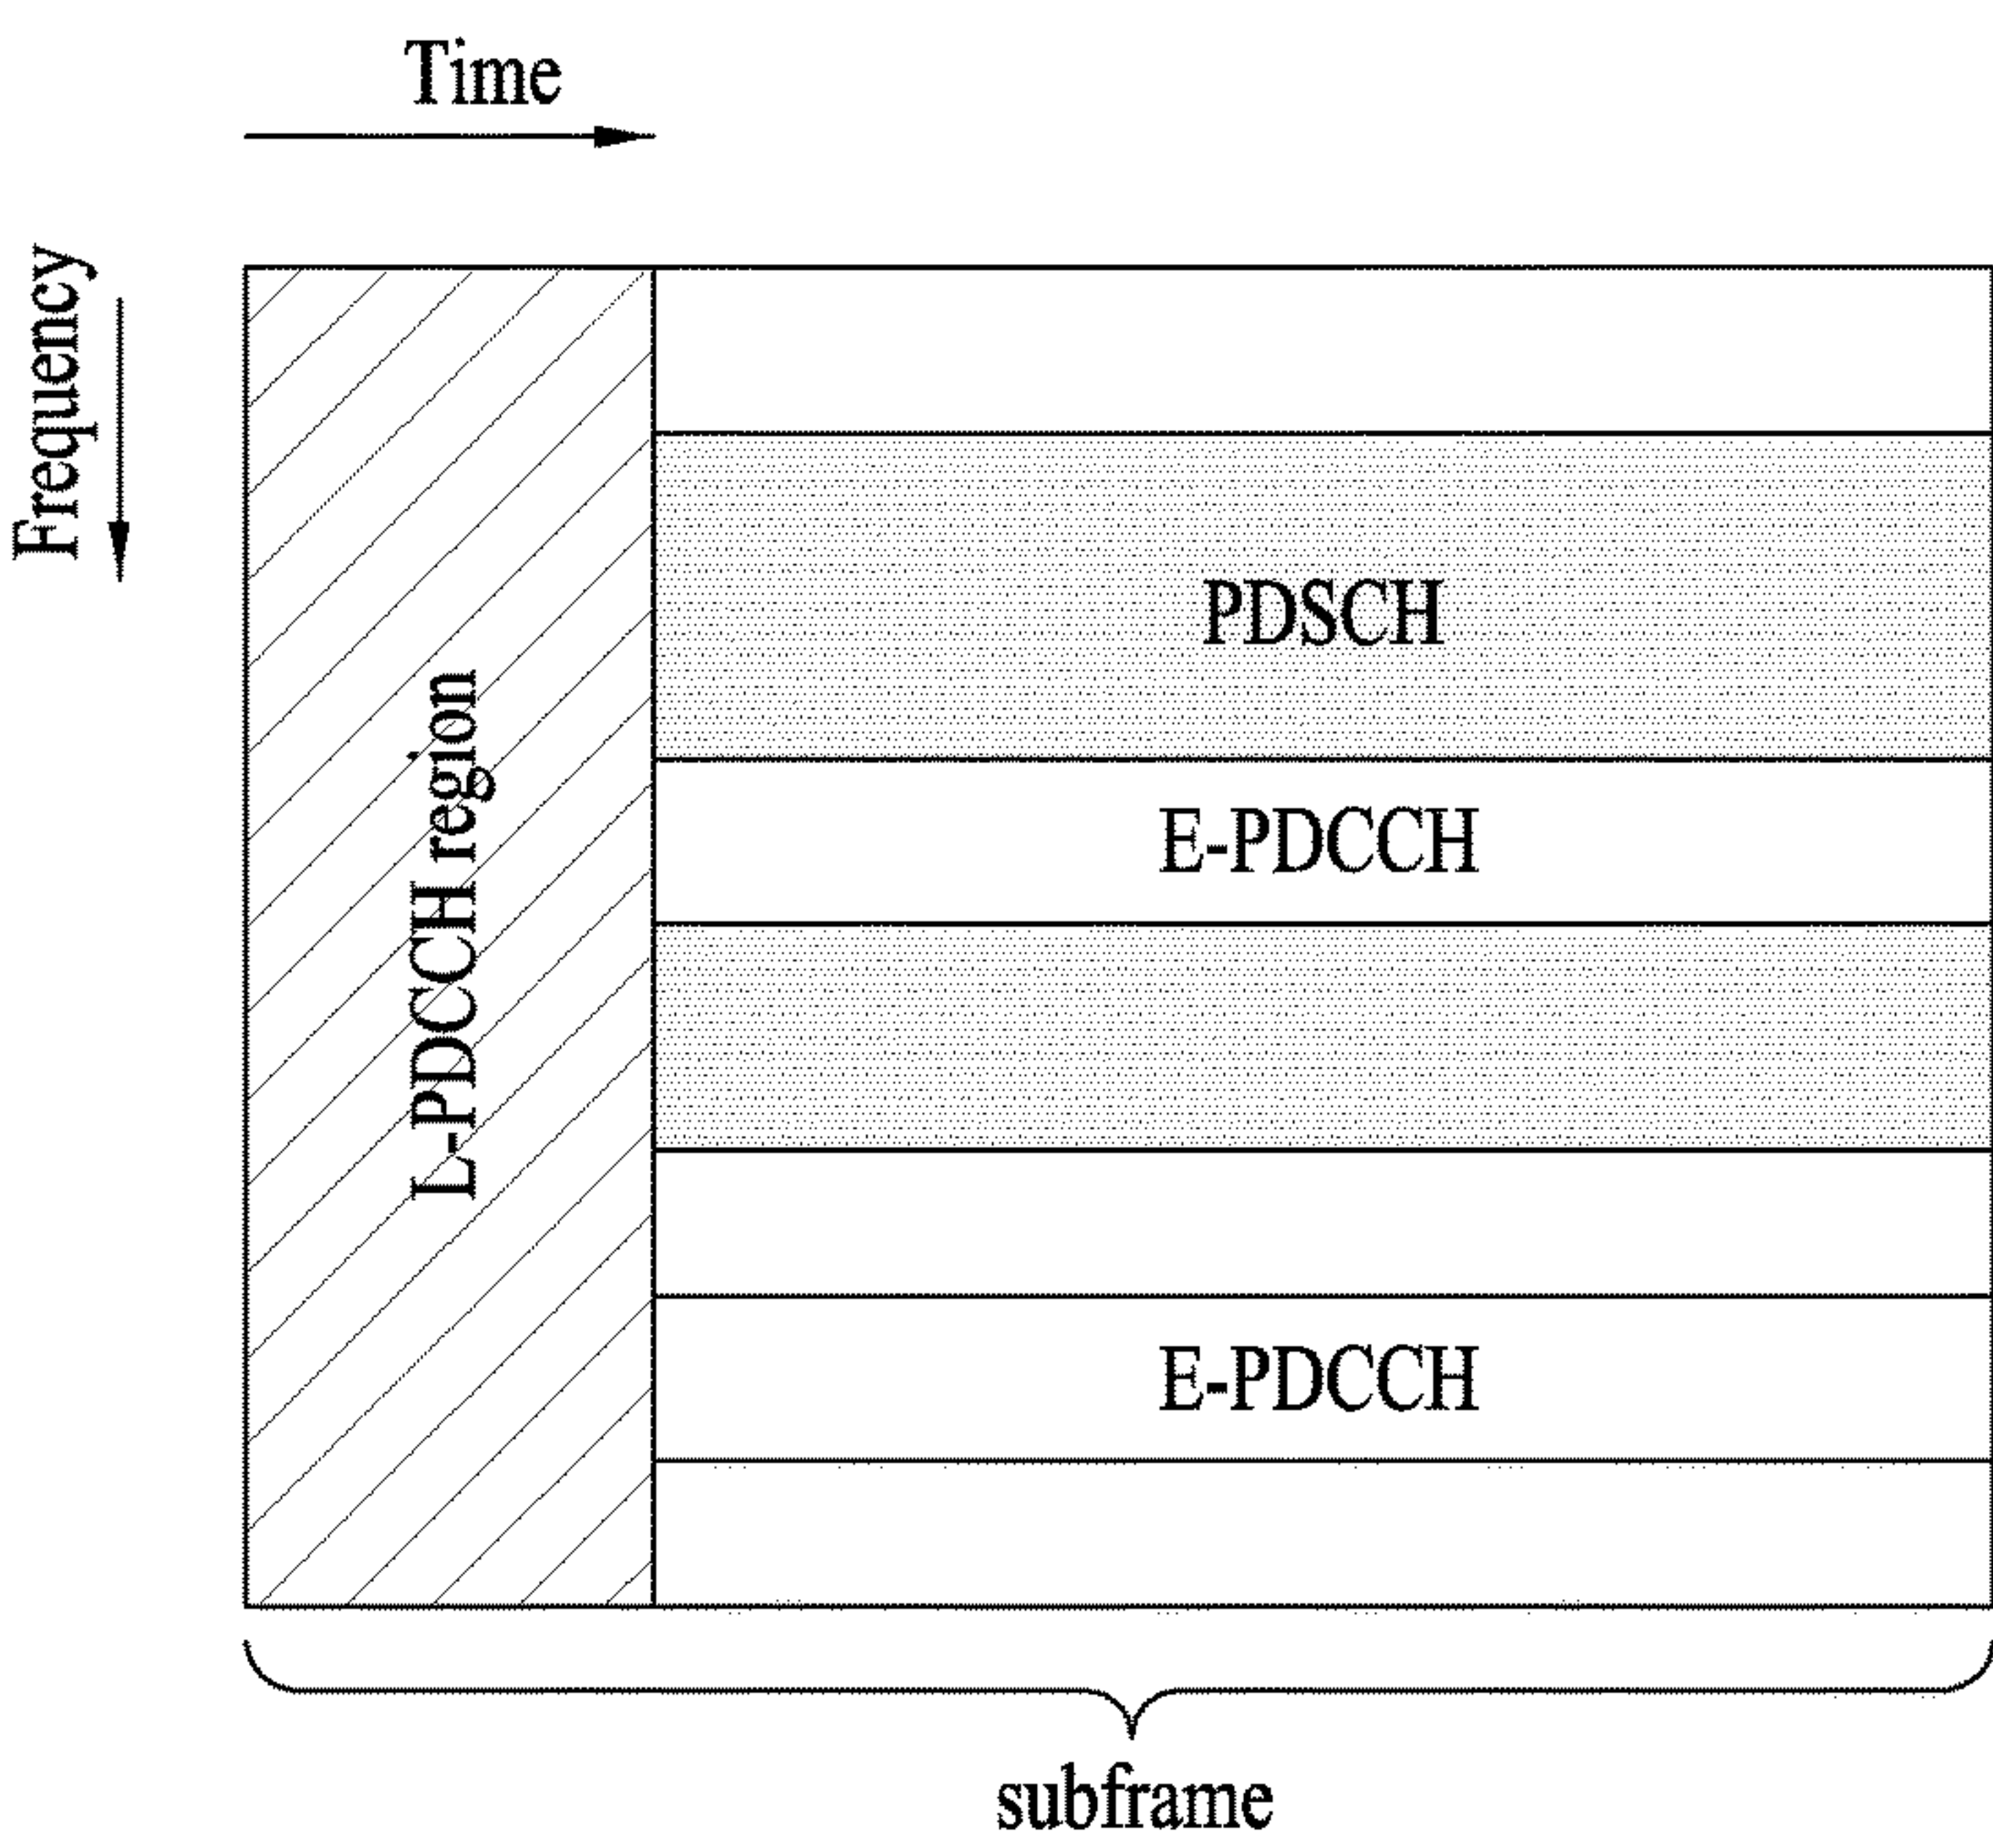 Time
Frequency
L-PDCCH region
PDSCH
E-PDCCH
E-PDCCH
subframe